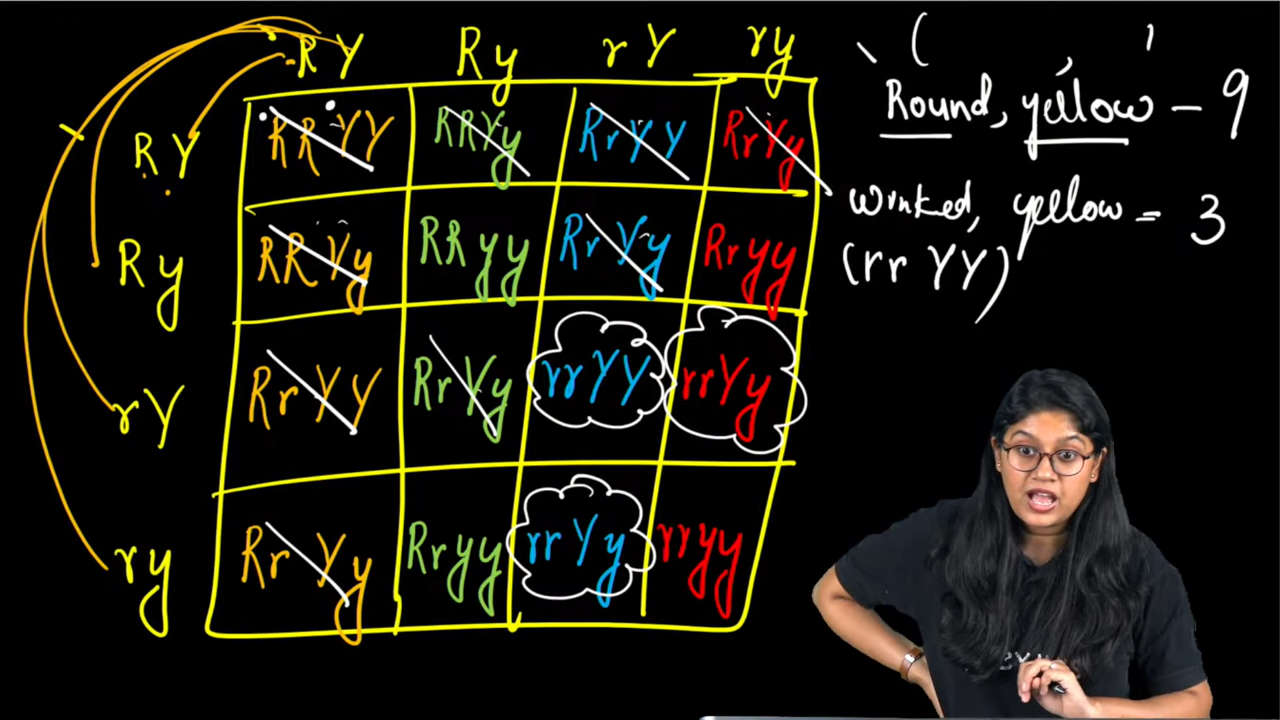 RY Ry rY ry
RY RRYY RRYy RrYY RrYy
Ry RRYy RRyy RrYy Rryy
rY RrYY RrYy rrYY rrYy
ry RrYy Rryy rrYy rryy
Round, yellow - 9
winked, yellow = 3
(rr YY)